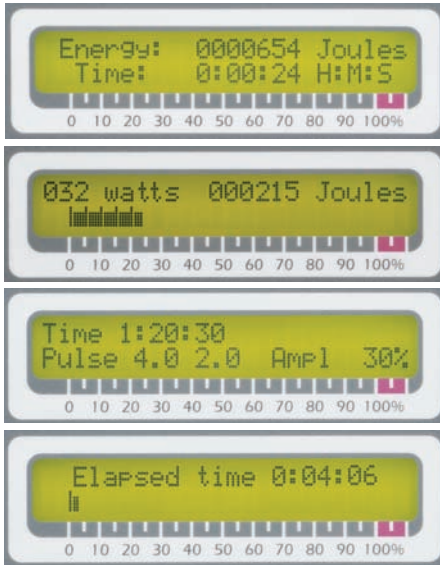 Energy: 0000654 Joules
Time: 0:00:24 H:M:S
0 10 20 30 40 50 60 70 80 90 100%
032 watts 000215 Joules
0 10 20 30 40 50 60 70 80 90 100%
Time 1:20:30
Pulse 4.0 2.0 Ampl 30%
0 10 20 30 40 50 60 70 80 90 100%
Elapsed time 0:04:06
0 10 20 30 40 50 60 70 80 90 100%